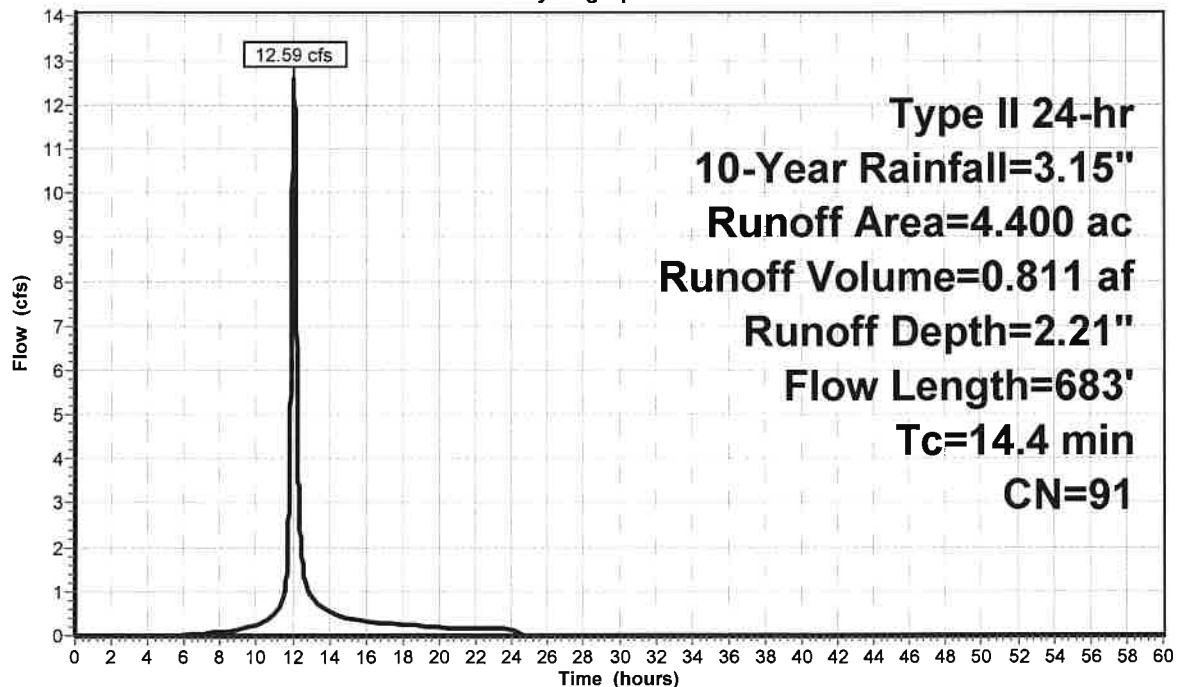 12.59 cfs
Type II 24-hr
10-Year Rainfall=3.15"
Runoff Area=4.400 ac
Runoff Volume=0.811 af
Runoff Depth=2.21"
Flow Length=683'
Tc=14.4 min
CN=91
Flow (cfs)
14
13
12
11
10
9
8
7
6
5
4
3
2
1
0
0 2 4 6 8 10 12 14 16 18 20 22 24 26 28 30 32 34 36 38 40 42 44 46 48 50 52 54 56 58 60
Time (hours)